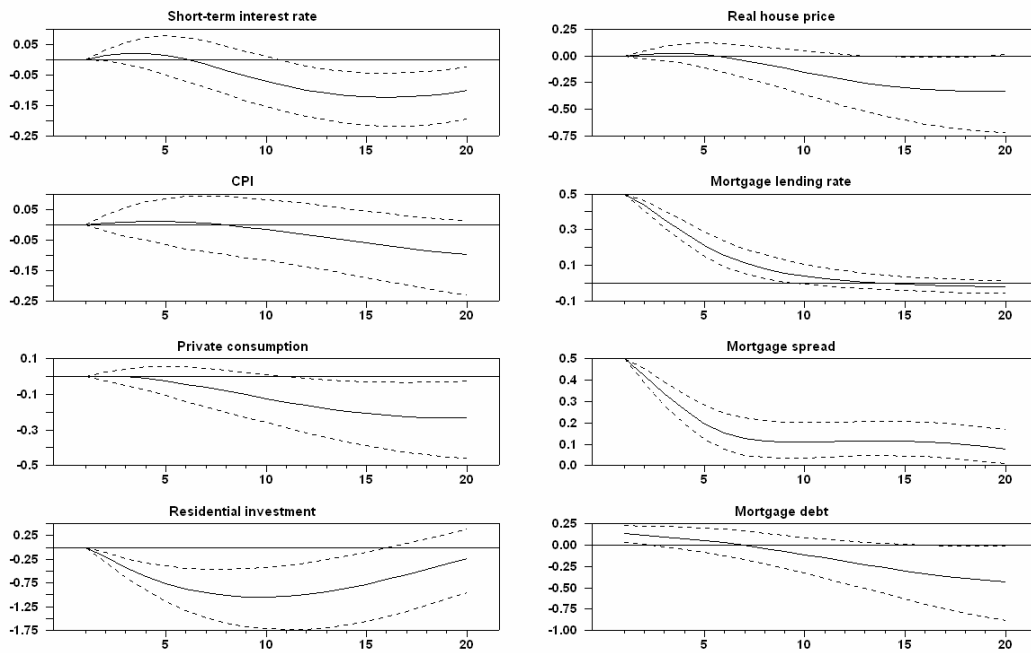 Short-term interest rate
0.05
-0.05
-0.15
-0.25
5 10 15 20
Real house price
0.25
0.00
-0.25
-0.50
-0.75
5 10 15 20
CPI
0.05
-0.05
-0.15
-0.25
5 10 15 20
Mortgage lending rate
0.5
0.3
0.1
-0.1
5 10 15 20
Private consumption
0.1
-0.1
-0.3
-0.5
5 10 15 20
Mortgage spread
0.5
0.4
0.3
0.2
0.1
0.0
5 10 15 20
Residential investment
0.25
-0.25
-0.75
-1.25
-1.75
5 10 15 20
Mortgage debt
0.25
0.00
-0.25
-0.50
-0.75
-1.00
5 10 15 20